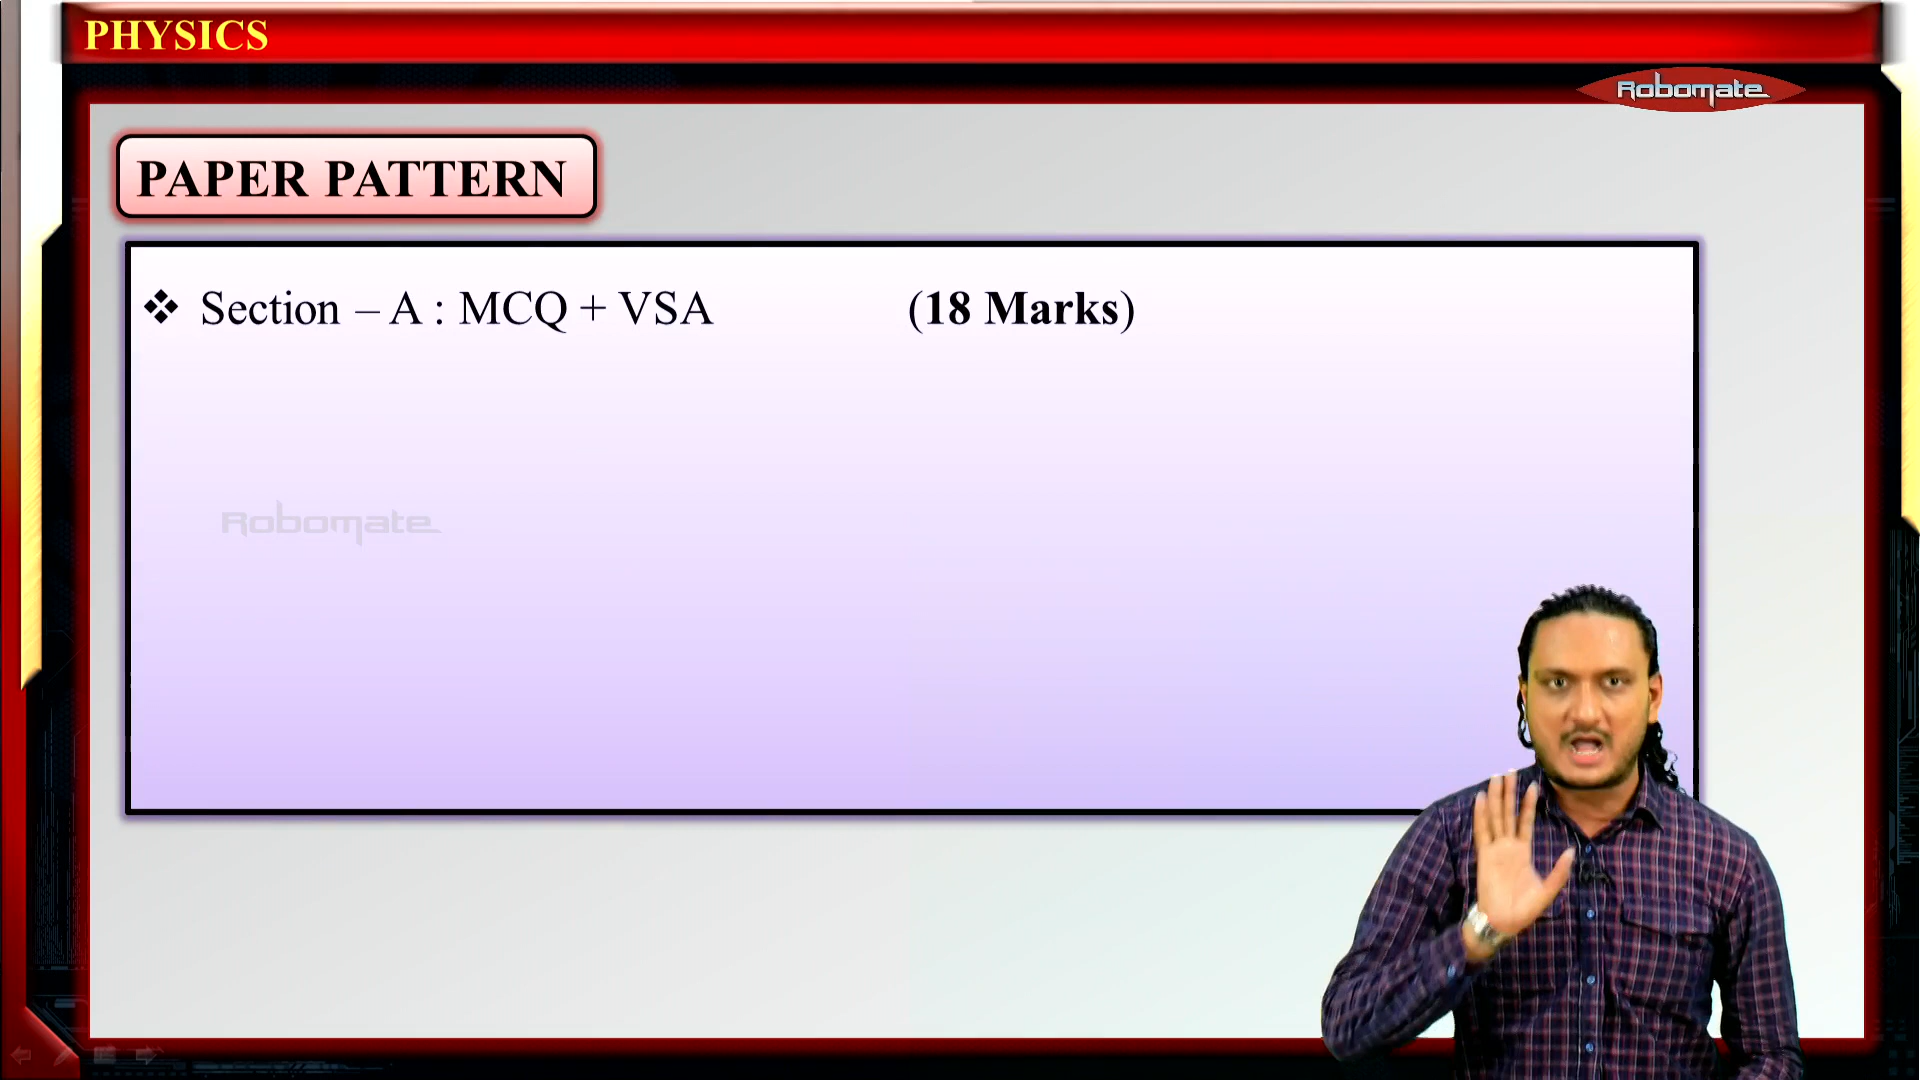 PHYSICS
Robomate
PAPER PATTERN
❖ Section – A : MCQ + VSA (18 Marks)
Robomate